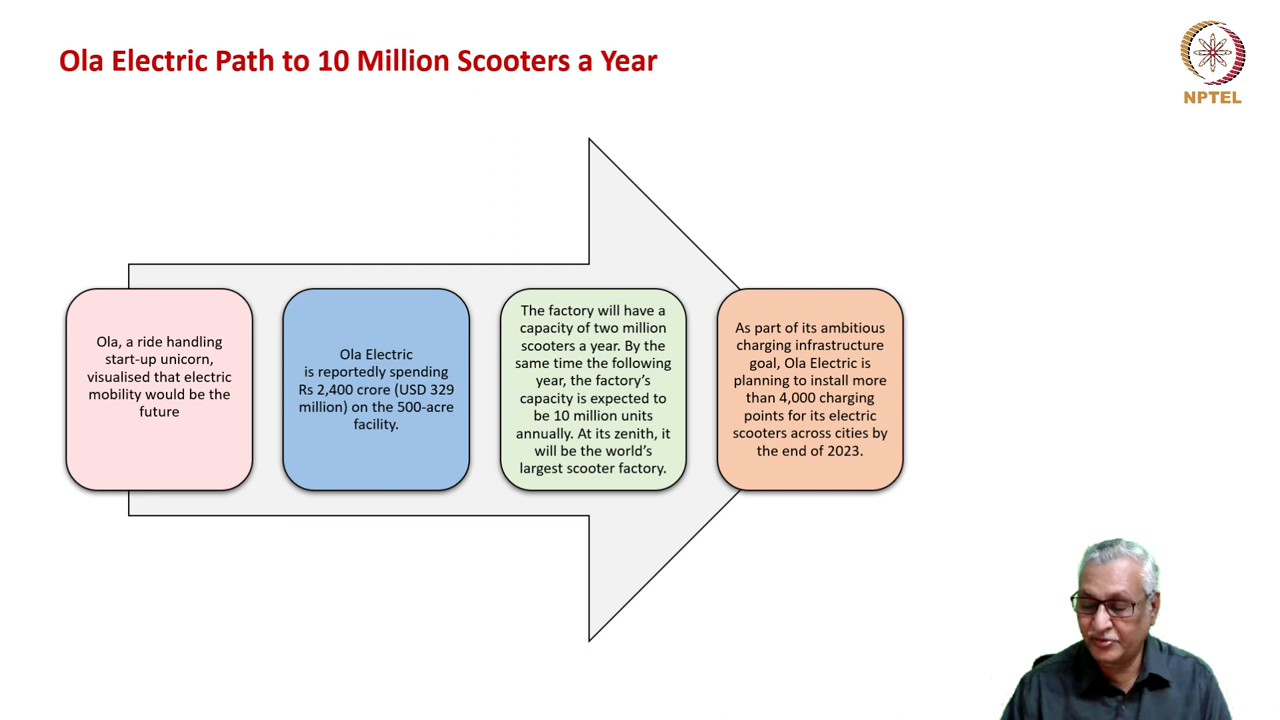 Ola Electric Path to 10 Million Scooters a Year
NPTEL
Ola, a ride handling
start-up unicorn,
visualised that electric
mobility would be the
future
Ola Electric
is reportedly spending
Rs 2,400 crore (USD 329
million) on the 500-acre
facility.
The factory will have a
capacity of two million
scooters a year. By the
same time the following
year, the factory's
capacity is expected to
be 10 million units
annually. At its zenith, it
will be the world's
largest scooter factory.
As part of its ambitious
charging infrastructure
goal, Ola Electric is
planning to install more
than 4,000 charging
points for its electric
scooters across cities by
the end of 2023.